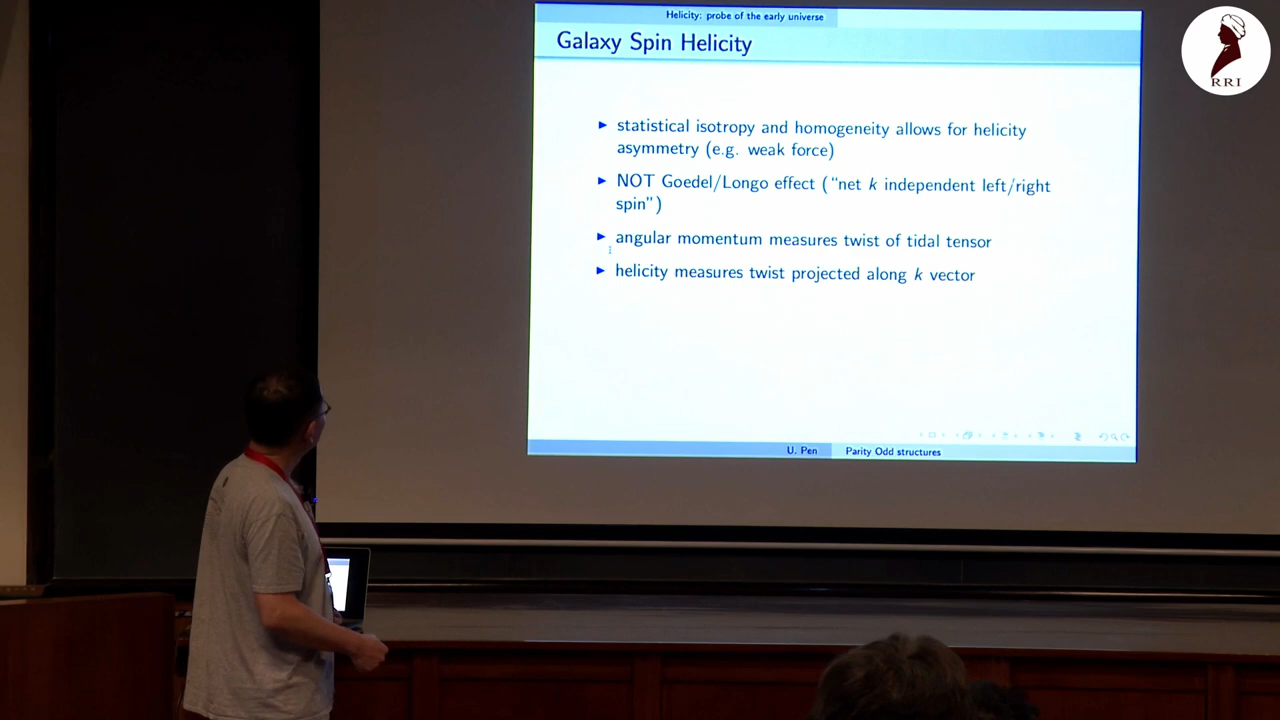 Helicity: probe of the early universe
Galaxy Spin Helicity
RRI
statistical isotropy and homogeneity allows for helicity
asymmetry (e.g. weak force)
NOT Goedel/Longo effect ("net k independent left/right
spin")
angular momentum measures twist of tidal tensor
helicity measures twist projected along k vector
U. Pen Parity Odd structures